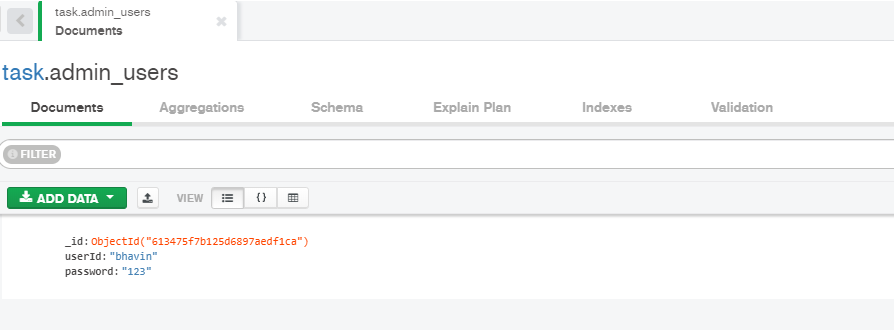 task.admin_users
Documents
task.admin_users
Documents Aggregations Schema Explain Plan Indexes Validation
FILTER
ADD DATA VIEW { }
_id: ObjectId("613475f7b125d6897aedf1ca")
userId: "bhavin"
password: "123"